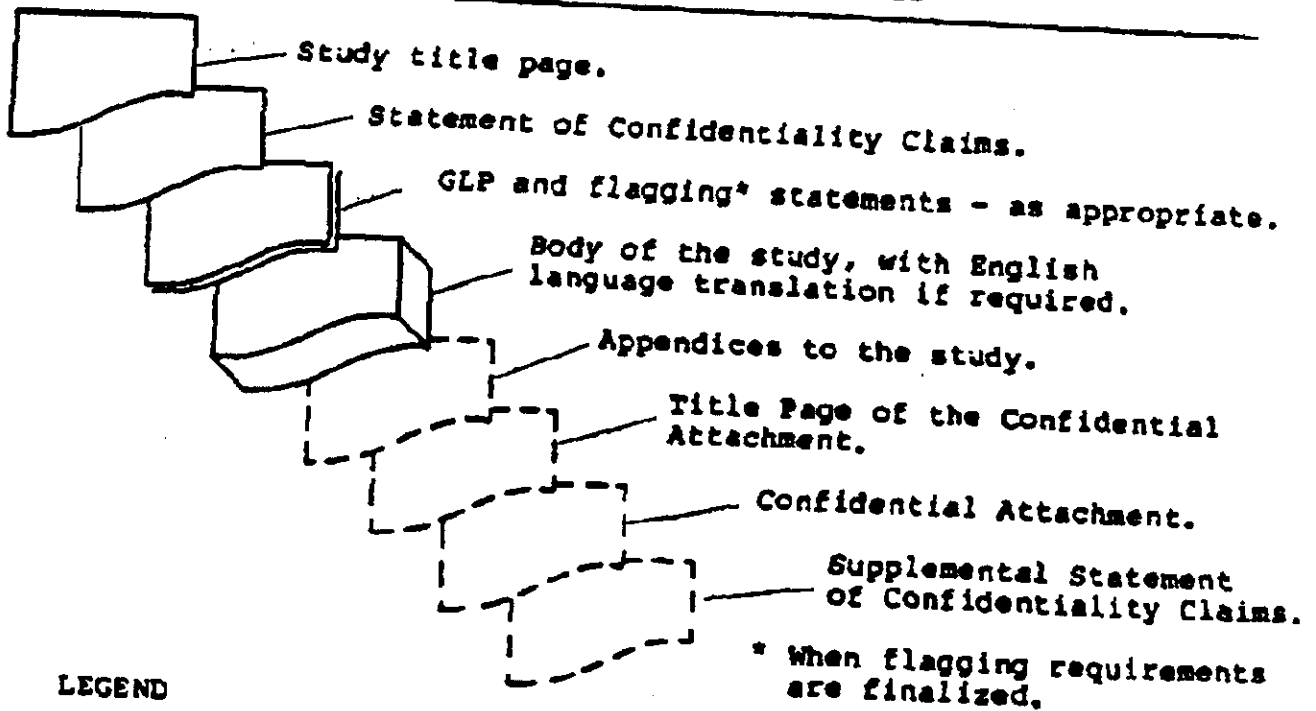 Study title page.
Statement of Confidentiality Claims.
GLP and flagging* statements - as appropriate.
Body of the study, with English
language translation if required.
Appendices to the study.
Title Page of the Confidential
Attachment.
Confidential Attachment.
Supplemental Statement
of Confidentiality Claims.
* When flagging requirements
are finalized.
LEGEND